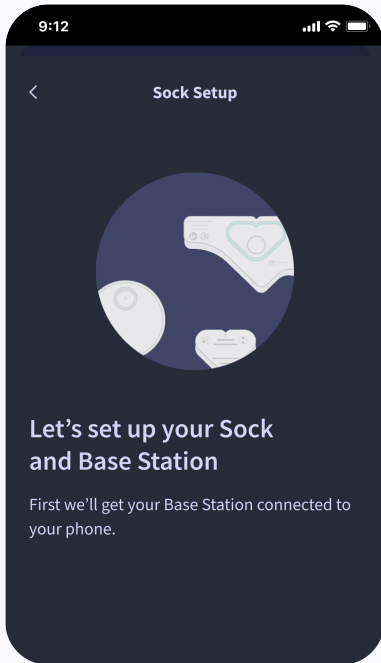 9:12
Sock Setup
Let’s set up your Sock
and Base Station
First we’ll get your Base Station connected to
your phone.